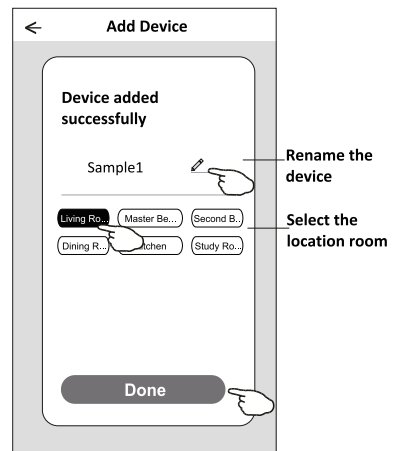 Add Device
Device added
successfully
Sample1
Rename the
device
Living Ro...
Master Be...
Second B..
Select the
location room
Dining R...
itchen
Study Ro...
Done